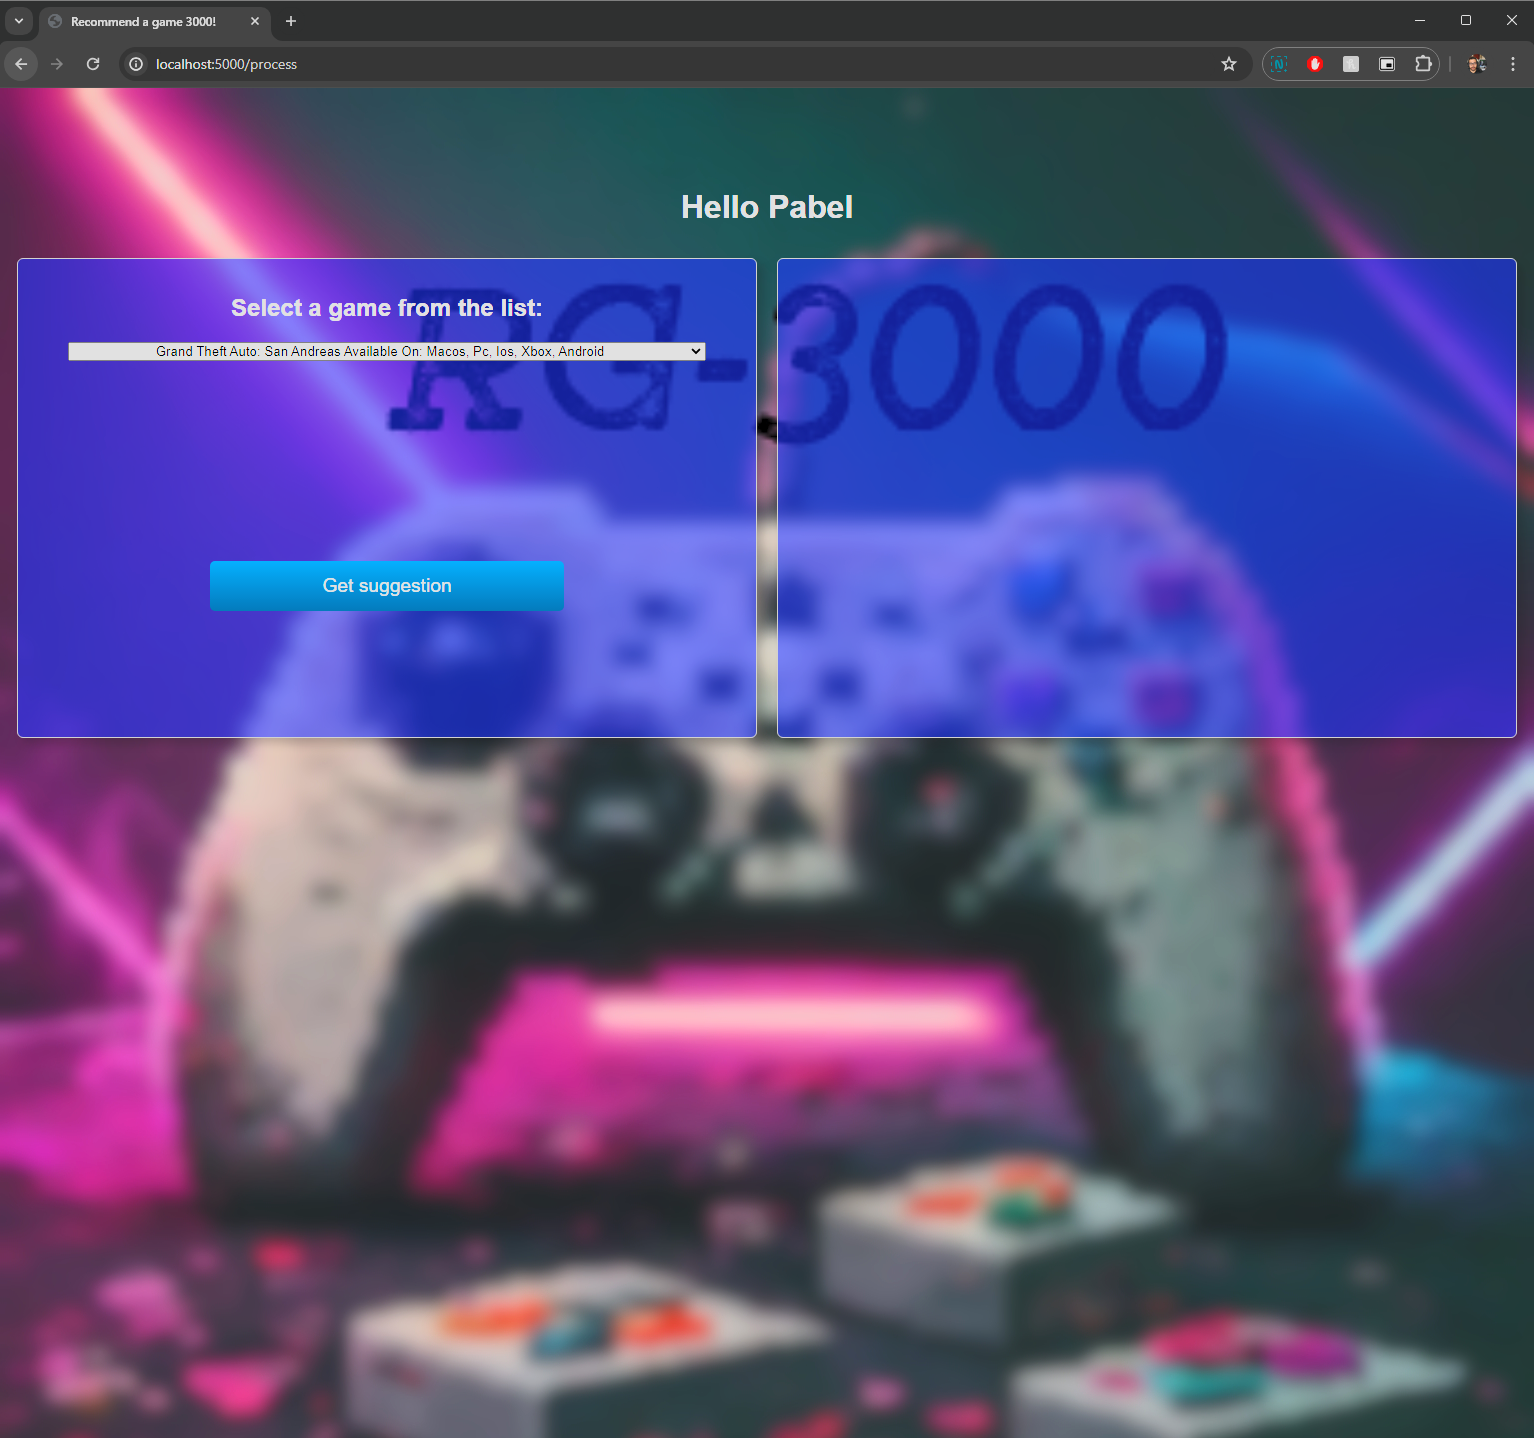 Recommend a game 3000!
localhost:5000/process
Hello Pabel
RG-3000
Select a game from the list:
Grand Theft Auto: San Andreas Available On: Macos, Pc, Ios, Xbox, Android
Get suggestion